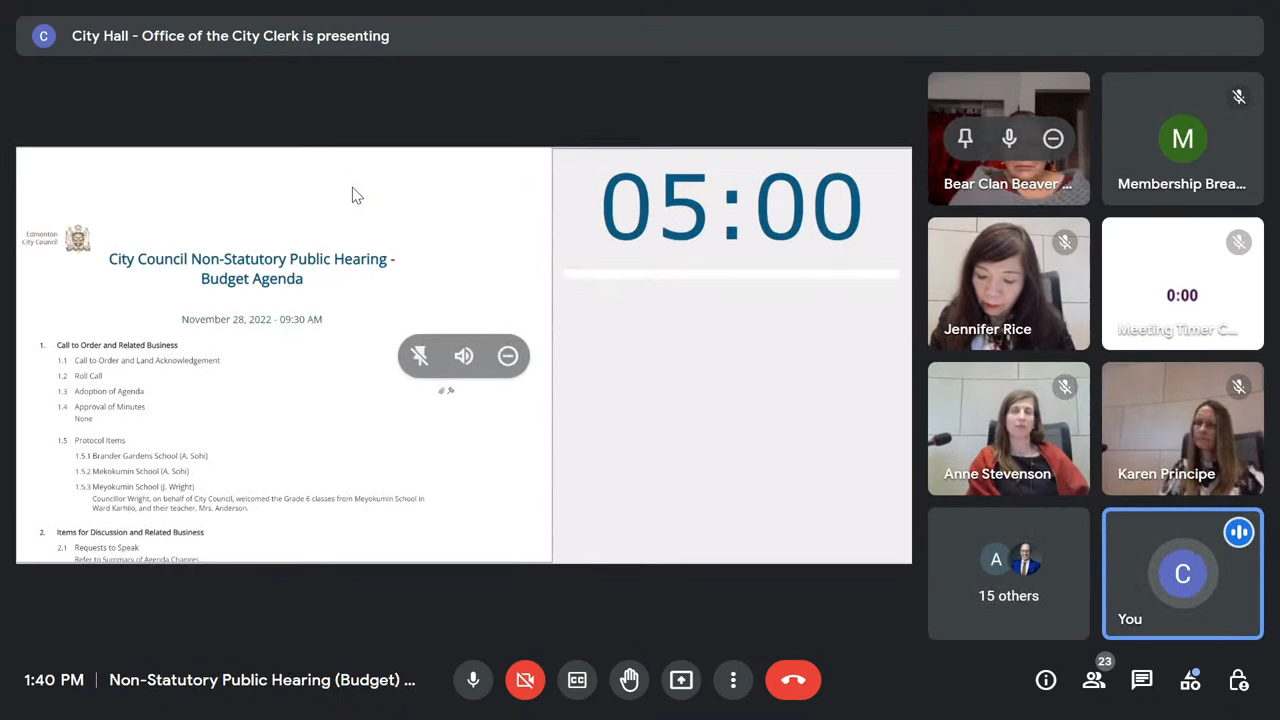 C
City Hall - Office of the City Clerk is presenting
Edmonton
City Council
City Council Non-Statutory Public Hearing -
Budget Agenda
November 28, 2022 - 09:30 AM
1. Call to Order and Related Business
1.1 Call to Order and Land Acknowledgement
1.2 Roll Call
1.3 Adoption of Agenda
1.4 Approval of Minutes
None
1.5 Protocol Items
1.5.1 Brander Gardens School (A. Sohi)
1.5.2 Mekokumin School (A. Sohi)
1.5.3 Meyokumin School (J. Wright)
Councillor Wright, on behalf of City Council, welcomed the Grade 6 classes from Meyokumin School in
Ward Karhiio, and their teacher, Mrs. Anderson.
2. Items for Discussion and Related Business
2.1 Requests to Speak
Refer to Summary of Agenda Changes
05:00
Bear Clan Beaver ...
M
Membership Brea...
Jennifer Rice
0:00
Meeting Timer C...
Anne Stevenson
Karen Principe
A
15 others
C
You
1:40 PM | Non-Statutory Public Hearing (Budget) ...
23